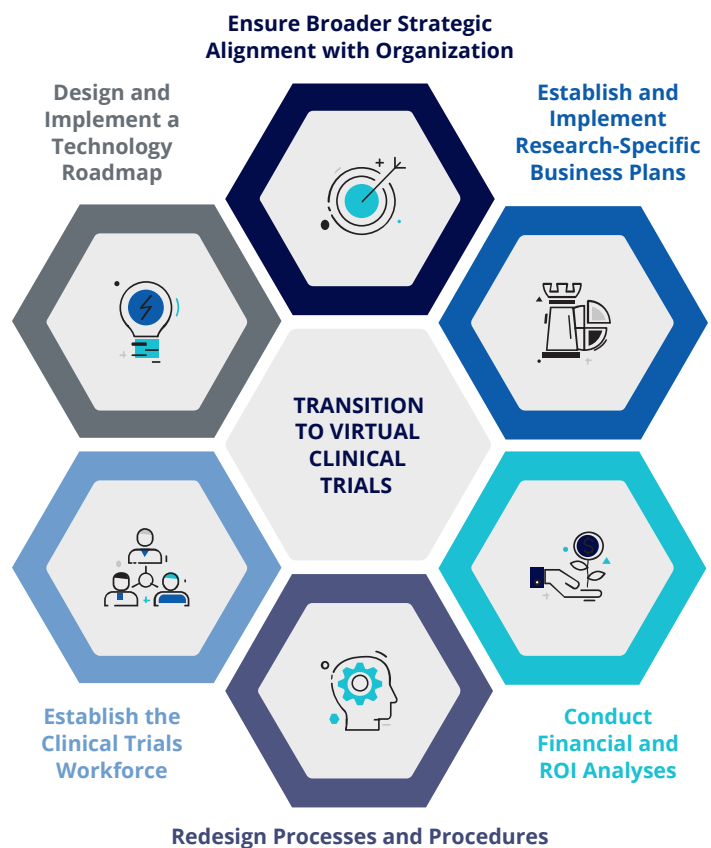 Ensure Broader Strategic
Alignment with Organization
Design and
Implement a
Technology
Roadmap
Establish and
Implement
Research-Specific
Business Plans
TRANSITION
TO VIRTUAL
CLINICAL
TRIALS
Establish the
Clinical Trials
Workforce
Conduct
Financial and
ROI Analyses
Redesign Processes and Procedures